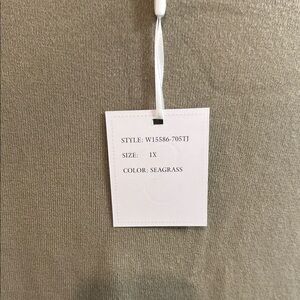 STYLE: W15586-705TJ
SIZE: 1X
COLOR: SEAGRASS